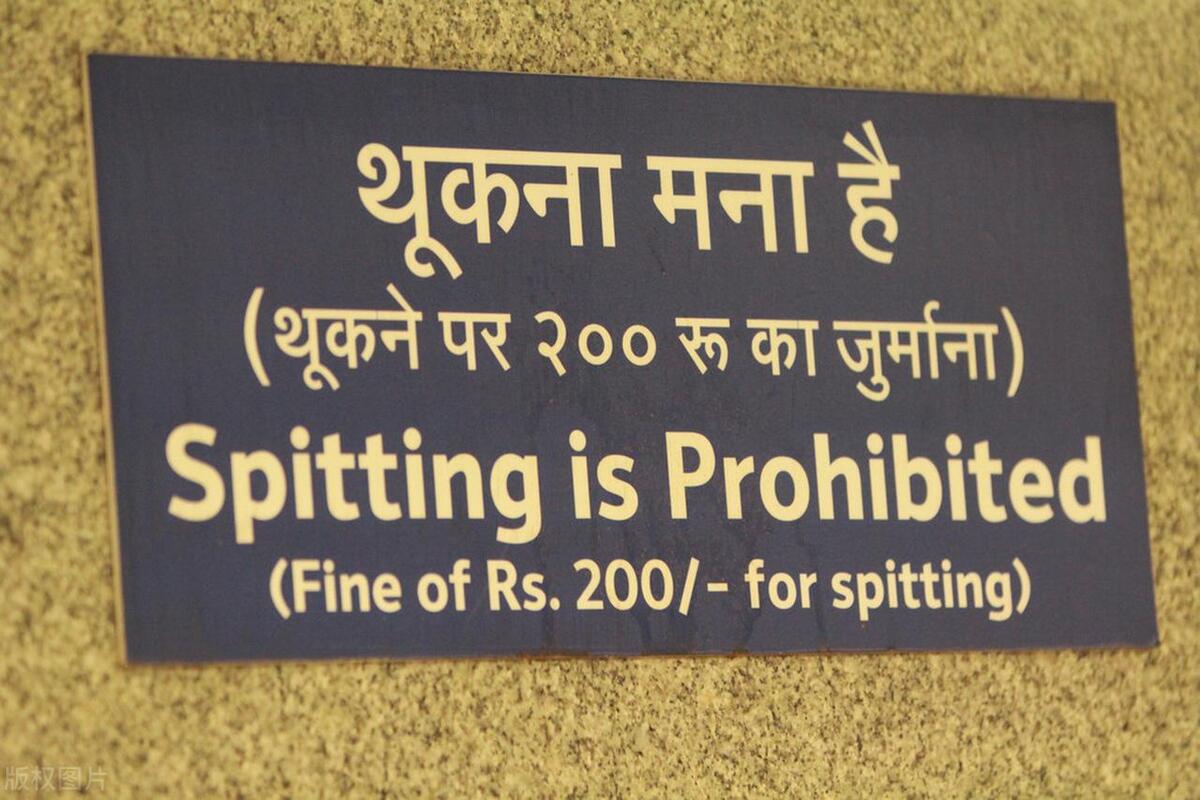 थूकना मना है
(थूकने पर २०० रू का जुर्माना)
Spitting is Prohibited
(Fine of Rs. 200/- for spitting)
版权图片